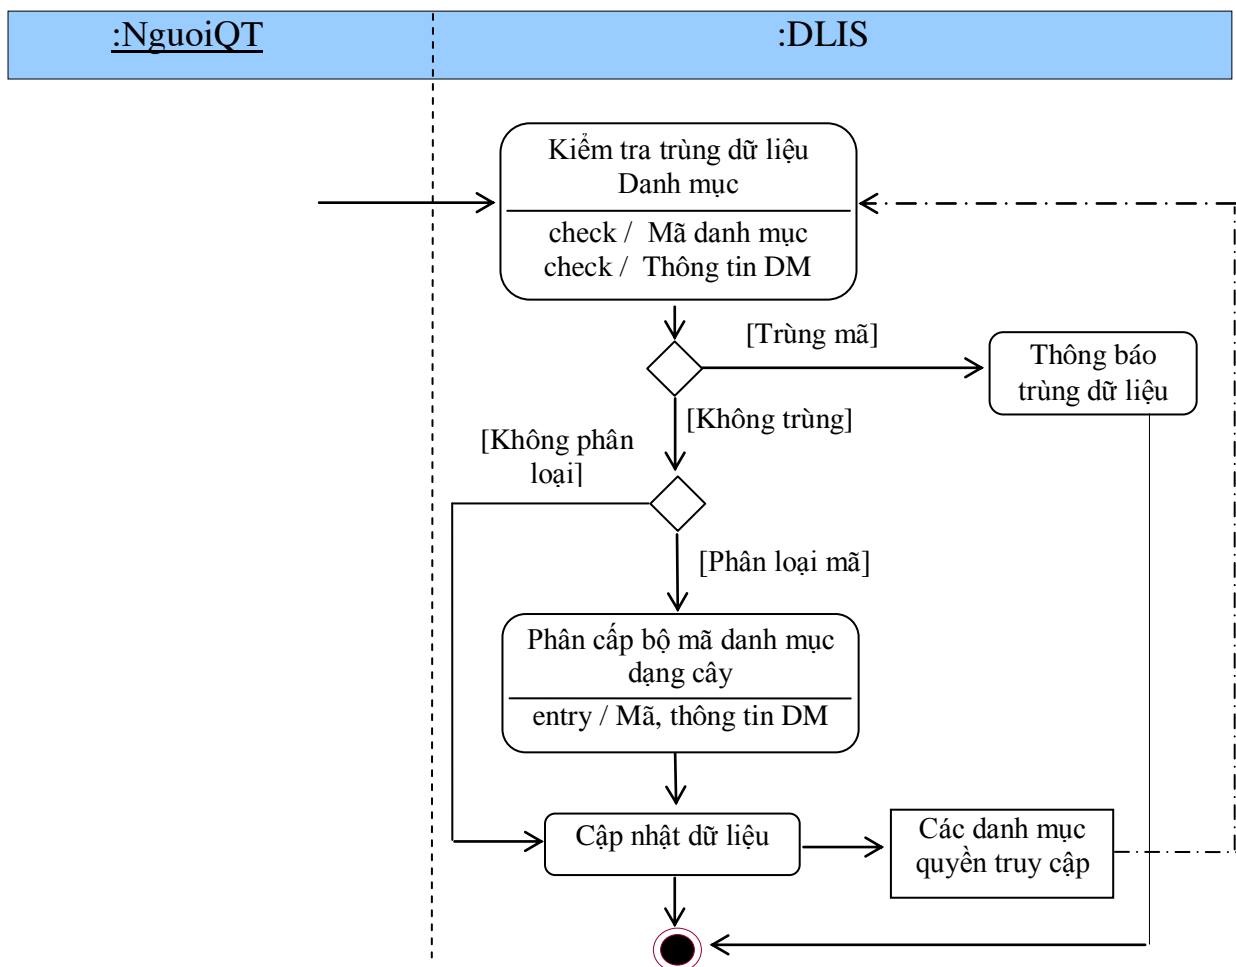 :NguoiQT
:DLIS
Kiểm tra trùng dữ liệu
Danh mục
check / Mã danh mục
check / Thông tin DM
[Trùng mã]
Thông báo
trùng dữ liệu
[Không trùng]
[Không phân
loại]
[Phân loại mã]
Phân cấp bộ mã danh mục
dạng cây
entry / Mã, thông tin DM
Cập nhật dữ liệu
Các danh mục
quyền truy cập